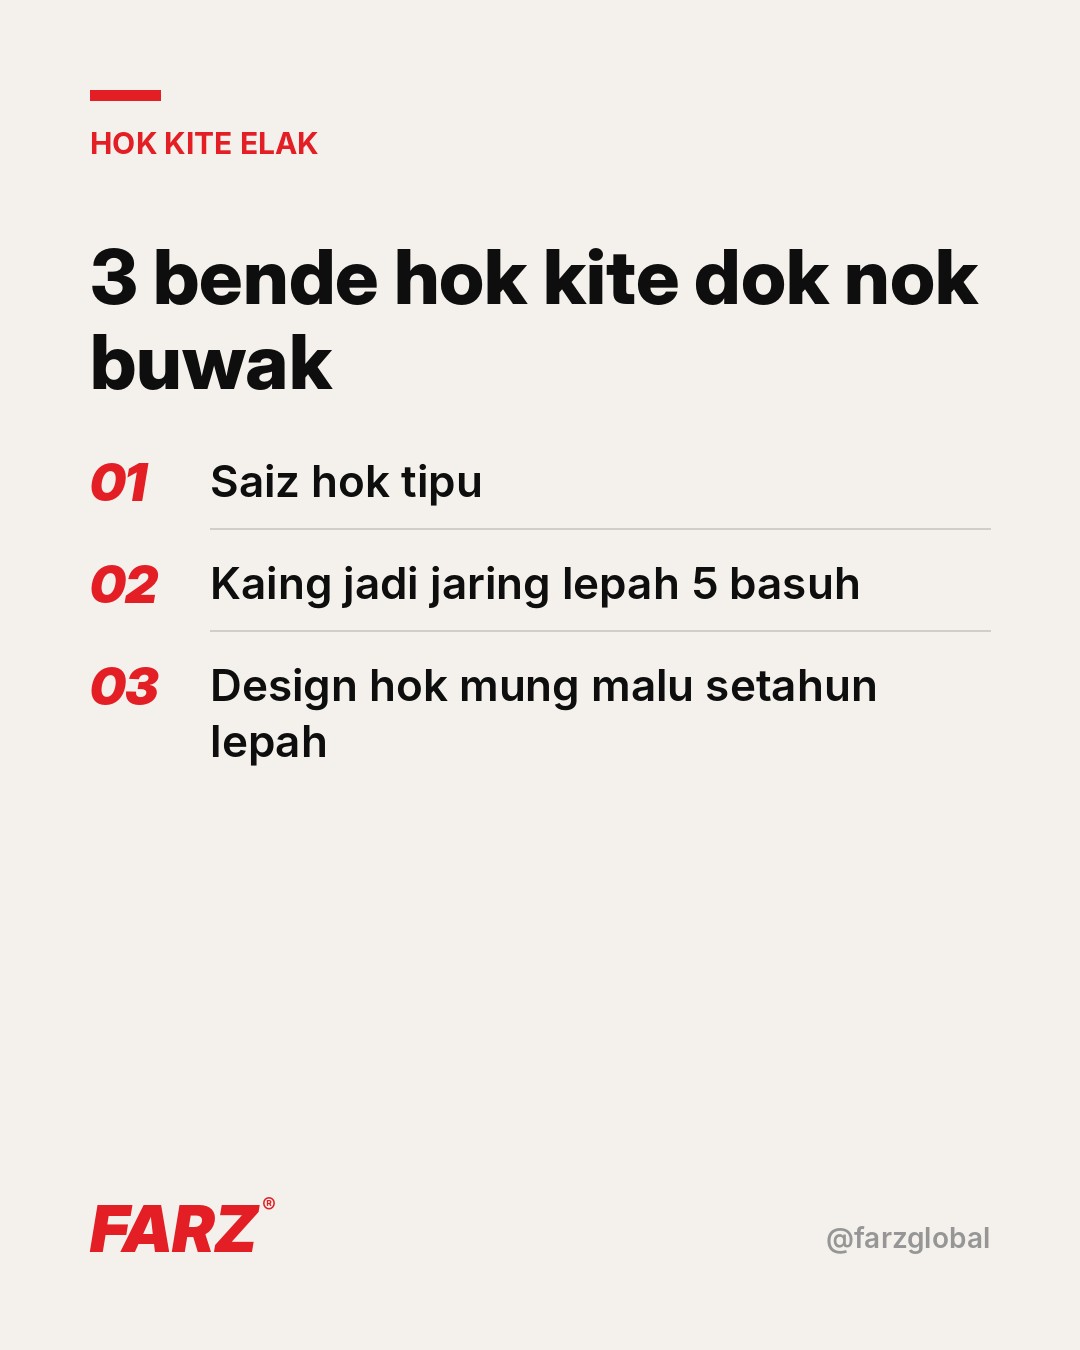 HOK KITE ELAK
3 bende hok kite dok nok
buwak
01 Saiz hok tipu
02 Kaing jadi jaring lepah 5 basuh
03 Design hok mung malu setahun
lepah
FARZ®
@farzglobal